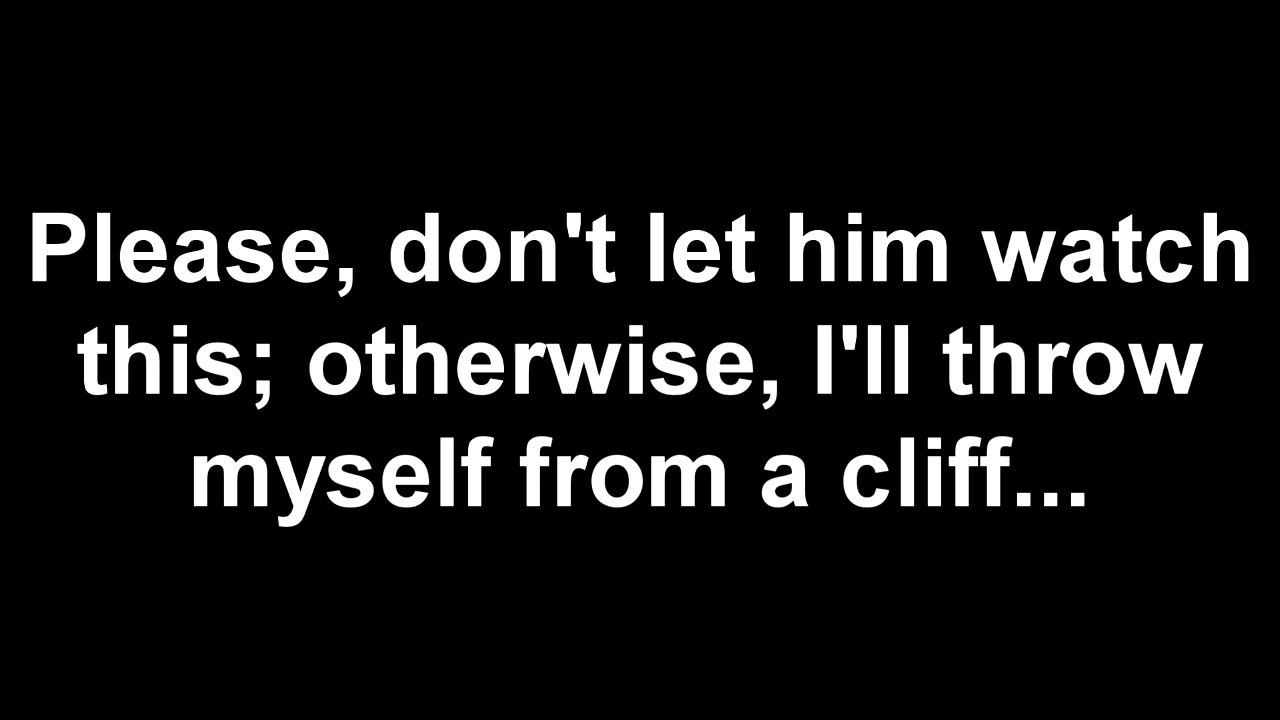 Please, don't let him watch
this; otherwise, I'll throw
myself from a cliff...